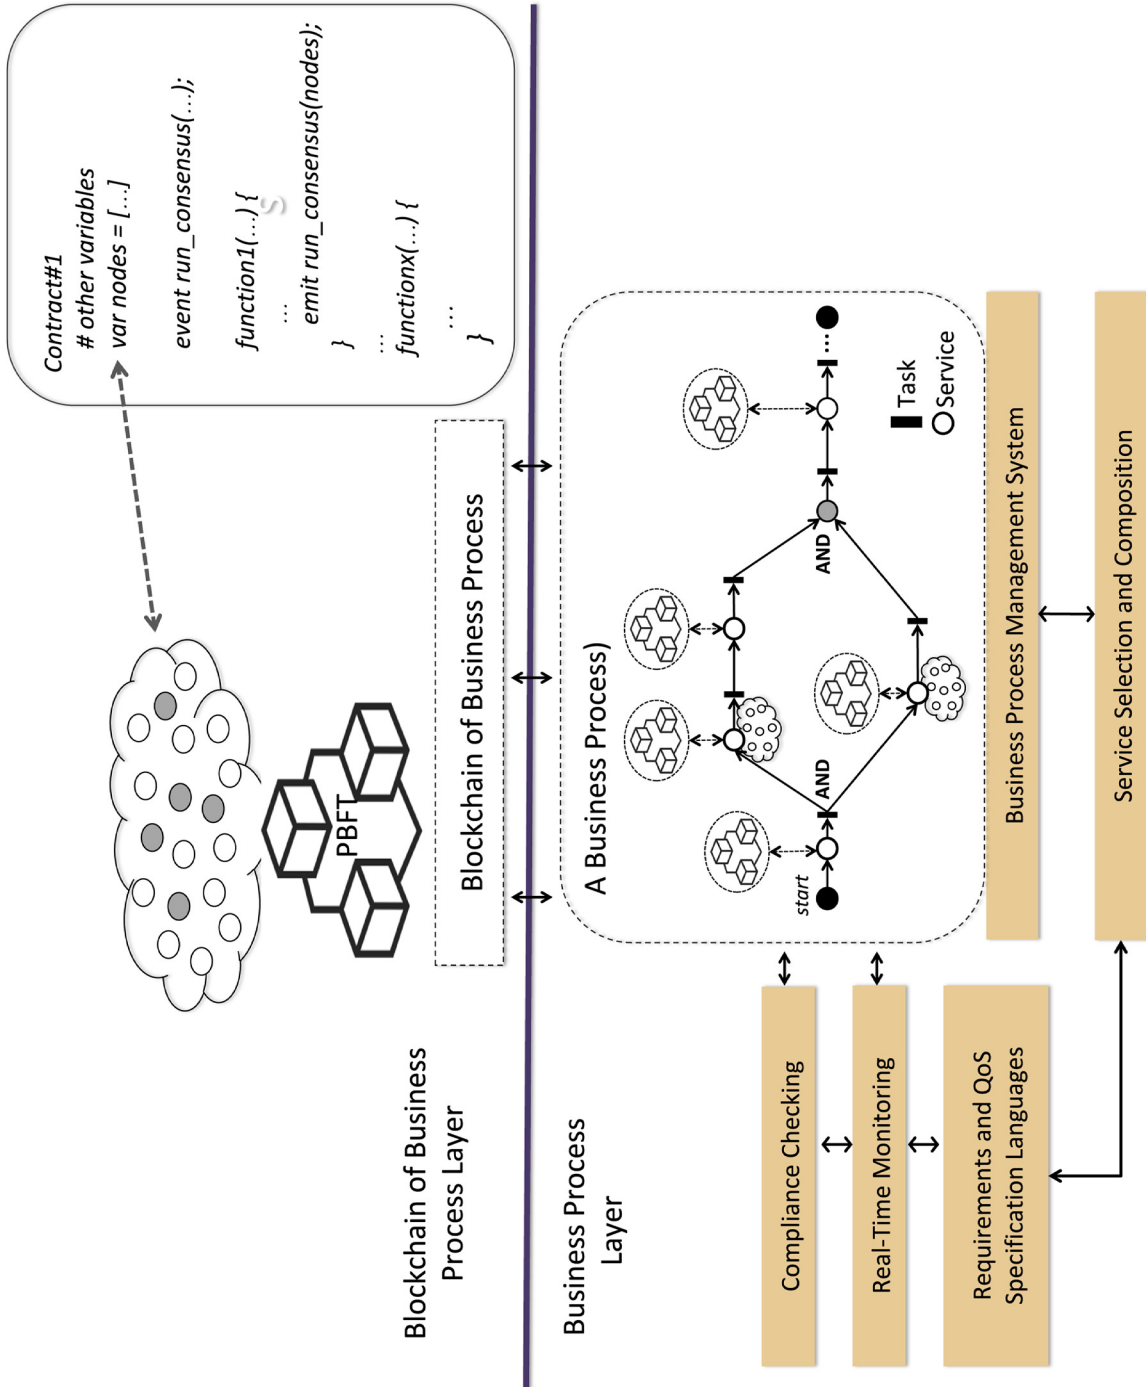 Contract#1
# other variables
var nodes = […]
event run_consensus(…);
function1(…) {
…
emit run_consensus(nodes);
}
…
functionx(…) {
…
}
S
PBFT
Blockchain of Business Process
Blockchain of Business
Process Layer
Business Process
Layer
A Business Process)
start
AND
AND
Task
Service
Compliance Checking
Real-Time Monitoring
Requirements and QoS
Specification Languages
Business Process Management System
Service Selection and Composition